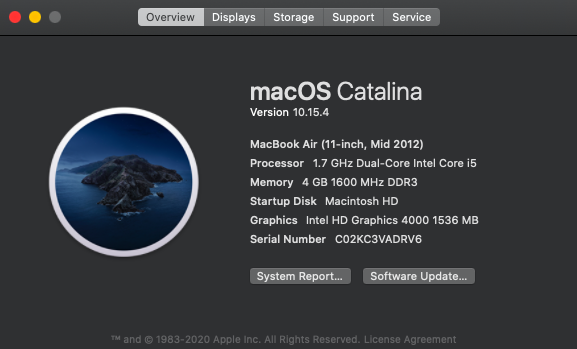 Overview Displays Storage Support Service
macOS Catalina
Version 10.15.4
MacBook Air (11-inch, Mid 2012)
Processor 1.7 GHz Dual-Core Intel Core i5
Memory 4 GB 1600 MHz DDR3
Startup Disk Macintosh HD
Graphics Intel HD Graphics 4000 1536 MB
Serial Number C02KC3VADRV6
System Report... Software Update...
™ and © 1983-2020 Apple Inc. All Rights Reserved. License Agreement